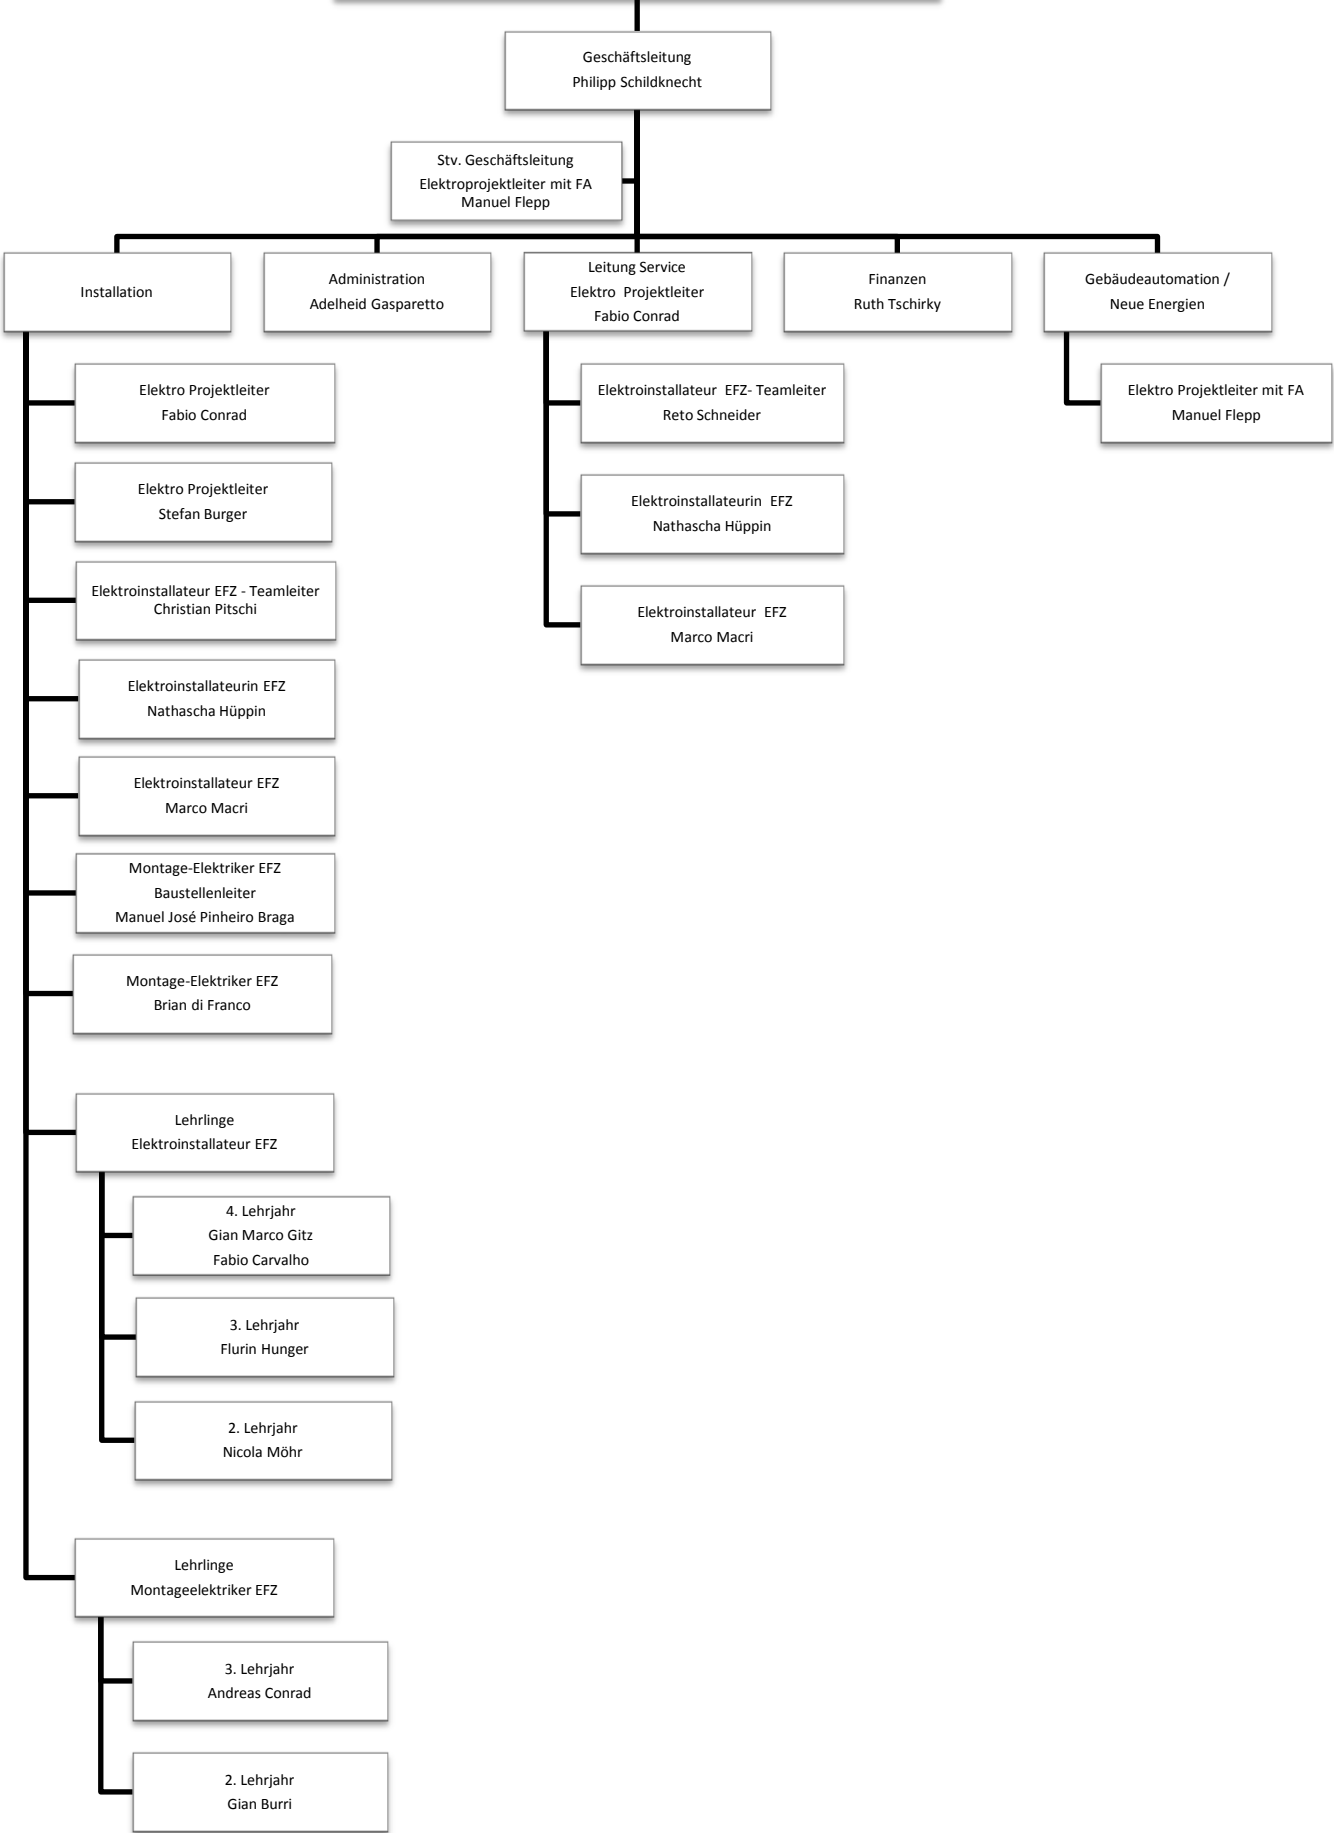 Geschäftsleitung
Philipp Schildknecht
Stv. Geschäftsleitung
Elektroprojektleiter mit FA
Manuel Flepp
Installation
Administration
Adelheid Gasparetto
Leitung Service
Elektro Projektleiter
Fabio Conrad
Finanzen
Ruth Tschirky
Gebäudeautomation /
Neue Energien
Elektro Projektleiter
Fabio Conrad
Elektro Projektleiter
Stefan Burger
Elektroinstallateur EFZ - Teamleiter
Christian Pitschi
Elektroinstallateurin EFZ
Nathascha Hüppin
Elektroinstallateur EFZ
Marco Macri
Montage-Elektriker EFZ
Baustellenleiter
Manuel José Pinheiro Braga
Montage-Elektriker EFZ
Brian di Franco
Lehrlinge
Elektroinstallateur EFZ
4. Lehrjahr
Gian Marco Gitz
Fabio Carvalho
3. Lehrjahr
Flurin Hunger
2. Lehrjahr
Nicola Möhr
Lehrlinge
Montageelektriker EFZ
3. Lehrjahr
Andreas Conrad
2. Lehrjahr
Gian Burri
Elektroinstallateur EFZ- Teamleiter
Reto Schneider
Elektroinstallateurin EFZ
Nathascha Hüppin
Elektroinstallateur EFZ
Marco Macri
Elektro Projektleiter mit FA
Manuel Flepp